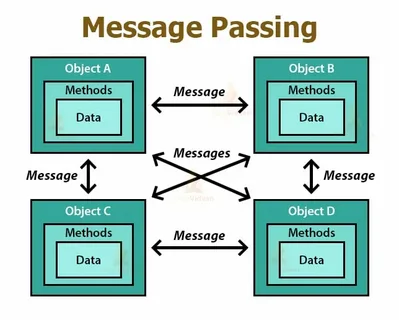 Message Passing
Object A
Methods
Data
Message
Object B
Methods
Data
Message
Messages
Message
Object C
Methods
Data
Message
Object D
Methods
Data